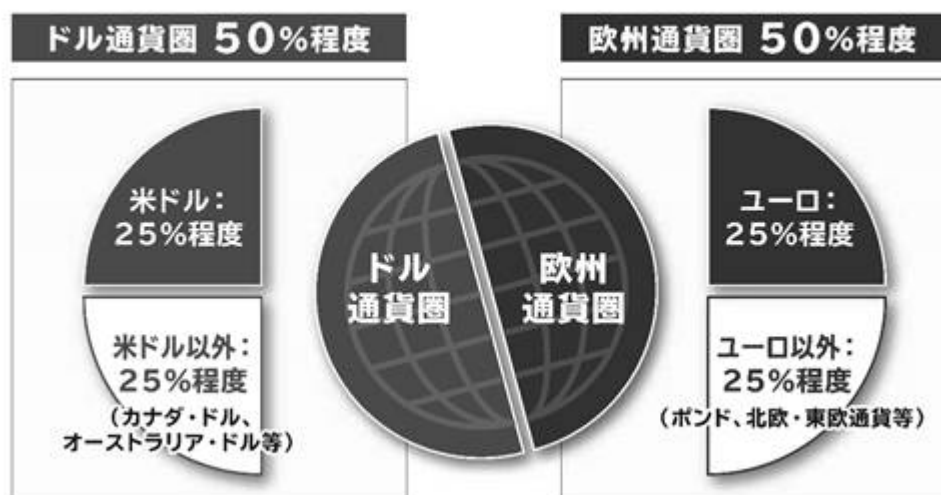 ドル通貨圏 50%程度
欧州通貨圏 50%程度
米ドル：
25%程度
米ドル以外：
25%程度
(カナダ・ドル、
オーストラリア・ドル等)
ドル
通貨圏
欧州
通貨圏
ユーロ：
25%程度
ユーロ以外：
25%程度
(ポンド、北欧・東欧通貨等)